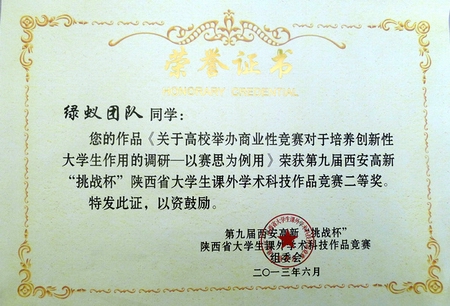 荣誉证书
HONORARY CREDENTIAL
绿蚁团队 同学：
您的作品《关于高校举办商业性竞赛对于培养创新性
大学生作用的调研—以赛思为例用》荣获第九届西安高新
“挑战杯”陕西省大学生课外学术科技作品竞赛二等奖。
特发此证，以资鼓励。
第九届西安高新“挑战杯”
陕西省大学生课外学术科技作品竞赛
组委会
二〇一三年六月